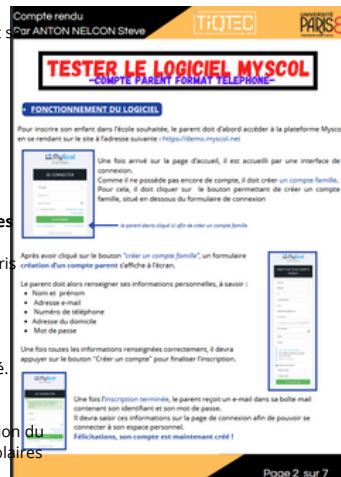 Compte rendu
Par ANTON NELCON Steve
TiQTEC
UNIVERSITÉ
PARIS 8
TESTER LE LOGICIEL MYSCOL
-COMPTE PARENT FORMAT TELEPHONE-
FONCTIONNEMENT DU LOGICIEL
Pour inscrire son enfant dans l'école souhaitée, le parent doit d'abord accéder à la plateforme Mysco
en se rendant sur le site à l'adresse suivante : https://demo.myscol.net
MyScol
SE CONNECTER
Une fois arrivé sur la page d'accueil, il est accueilli par une interface de
connexion.
Comme il ne possède pas encore de compte, il doit créer un compte famille,
Pour cela, il doit cliquer sur le bouton permettant de créer un compte
famille, situé en dessous du formulaire de connexion
le parent devra cliqué ici afin de créer un compte famille
es
Après avoir cliqué sur le bouton "créer un compte famille", un formulaire
création d'un compte parent s'affiche à l'écran.
ris
Le parent doit alors renseigner ses informations personnelles, à savoir :
• Nom et prénom
• Adresse e-mail
• Numéro de téléphone
• Adresse du domicile
• Mot de passe
MyScol
Une fois toutes les informations renseignées correctement, il devra
appuyer sur le bouton "Créer un compte" pour finaliser l'inscription.
é.
MyScol
Une fois l'inscription terminée, le parent reçoit un e-mail dans sa boîte mail
contenant son identifiant et son mot de passe.
Il devra saisir ces informations sur la page de connexion afin de pouvoir se
connecter à son espace personnel.
Félicitations, son compte est maintenant créé !
ion du
olaires
Page 2 sur 7